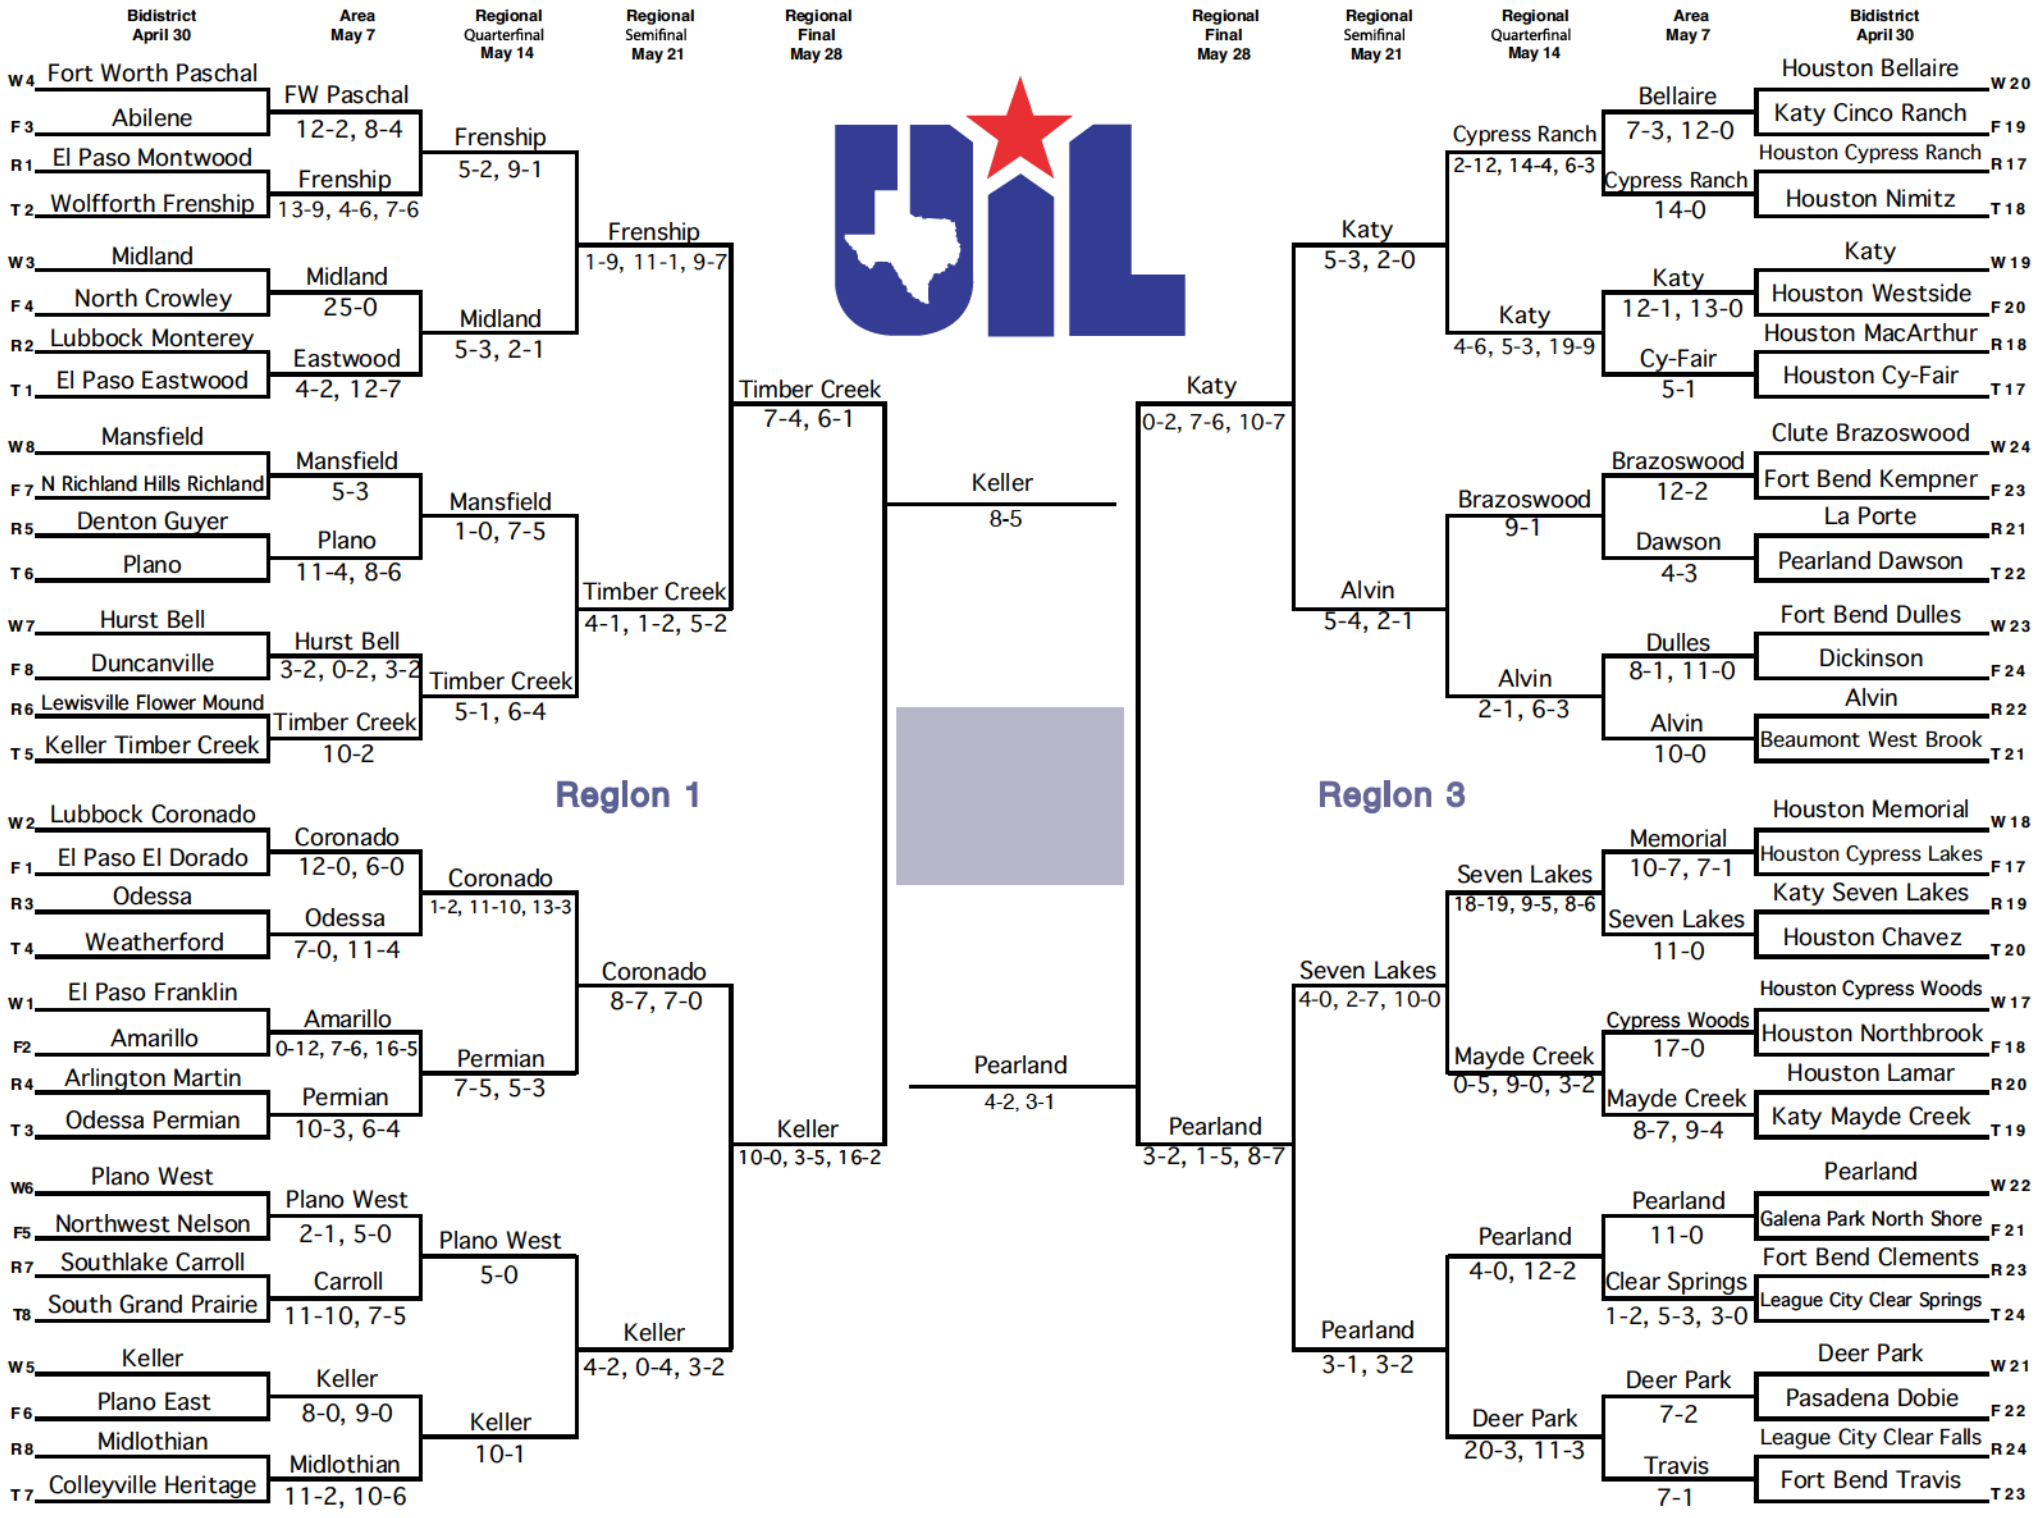 Bidistrict
April 30
Area
May 7
Regional
Quarterfinal
May 14
Regional
Semifinal
May 21
Regional
Final
May 28
Regional
Final
May 28
Regional
Semifinal
May 21
Regional
Quarterfinal
May 14
Area
May 7
Bidistrict
April 30
W4 Fort Worth Paschal
F3 Abilene
R1 El Paso Montwood
T2 Wolfforth Frenship
W3 Midland
F4 North Crowley
R2 Lubbock Monterey
T1 El Paso Eastwood
W8 Mansfield
F7 N Richland Hills Richland
R5 Denton Guyer
T6 Plano
W7 Hurst Bell
F8 Duncanville
R6 Lewisville Flower Mound
T5 Keller Timber Creek
W2 Lubbock Coronado
F1 El Paso El Dorado
R3 Odessa
T4 Weatherford
W1 El Paso Franklin
F2 Amarillo
R4 Arlington Martin
T3 Odessa Permian
W6 Plano West
F5 Northwest Nelson
R7 Southlake Carroll
T8 South Grand Prairie
W5 Keller
F6 Plano East
R8 Midlothian
T7 Colleyville Heritage
FW Paschal
12-2, 8-4
Frenship
13-9, 4-6, 7-6
Midland
25-0
Eastwood
4-2, 12-7
Mansfield
5-3
Plano
11-4, 8-6
Hurst Bell
3-2, 0-2, 3-2
Timber Creek
10-2
Coronado
12-0, 6-0
Odessa
7-0, 11-4
Amarillo
0-12, 7-6, 16-5
Permian
10-3, 6-4
Plano West
2-1, 5-0
Carroll
11-10, 7-5
Keller
8-0, 9-0
Midlothian
11-2, 10-6
Frenship
5-2, 9-1
Midland
5-3, 2-1
Mansfield
1-0, 7-5
Timber Creek
5-1, 6-4
Coronado
1-2, 11-10, 13-3
Permian
7-5, 5-3
Plano West
5-0
Keller
10-1
Frenship
1-9, 11-1, 9-7
Timber Creek
4-1, 1-2, 5-2
Region 1
Coronado
8-7, 7-0
Keller
4-2, 0-4, 3-2
Timber Creek
7-4, 6-1
Keller
10-0, 3-5, 16-2
UIL
Keller
8-5
Pearland
4-2, 3-1
Katy
0-2, 7-6, 10-7
Pearland
3-2, 1-5, 8-7
Katy
5-3, 2-0
Alvin
5-4, 2-1
Region 3
Seven Lakes
4-0, 2-7, 10-0
Pearland
3-1, 3-2
Cypress Ranch
2-12, 14-4, 6-3
Katy
4-6, 5-3, 19-9
Brazoswood
9-1
Alvin
2-1, 6-3
Seven Lakes
18-19, 9-5, 8-6
Mayde Creek
0-5, 9-0, 3-2
Pearland
4-0, 12-2
Deer Park
20-3, 11-3
Bellaire
7-3, 12-0
Cypress Ranch
14-0
Katy
12-1, 13-0
Cy-Fair
5-1
Brazoswood
12-2
Dawson
4-3
Dulles
8-1, 11-0
Alvin
10-0
Memorial
10-7, 7-1
Seven Lakes
11-0
Cypress Woods
17-0
Mayde Creek
8-7, 9-4
Pearland
11-0
Clear Springs
1-2, 5-3, 3-0
Deer Park
7-2
Travis
7-1
Houston Bellaire W20
Katy Cinco Ranch F19
Houston Cypress Ranch R17
Houston Nimitz T18
Katy W19
Houston Westside F20
Houston MacArthur R18
Houston Cy-Fair T17
Clute Brazoswood W24
Fort Bend Kempner F23
La Porte R21
Pearland Dawson T22
Fort Bend Dulles W23
Dickinson F24
Alvin R22
Beaumont West Brook T21
Houston Memorial W18
Houston Cypress Lakes F17
Katy Seven Lakes R19
Houston Chavez T20
Houston Cypress Woods W17
Houston Northbrook F18
Houston Lamar R20
Katy Mayde Creek T19
Pearland W22
Galena Park North Shore F21
Fort Bend Clements R23
League City Clear Springs T24
Deer Park W21
Pasadena Dobie F22
League City Clear Falls R24
Fort Bend Travis T23